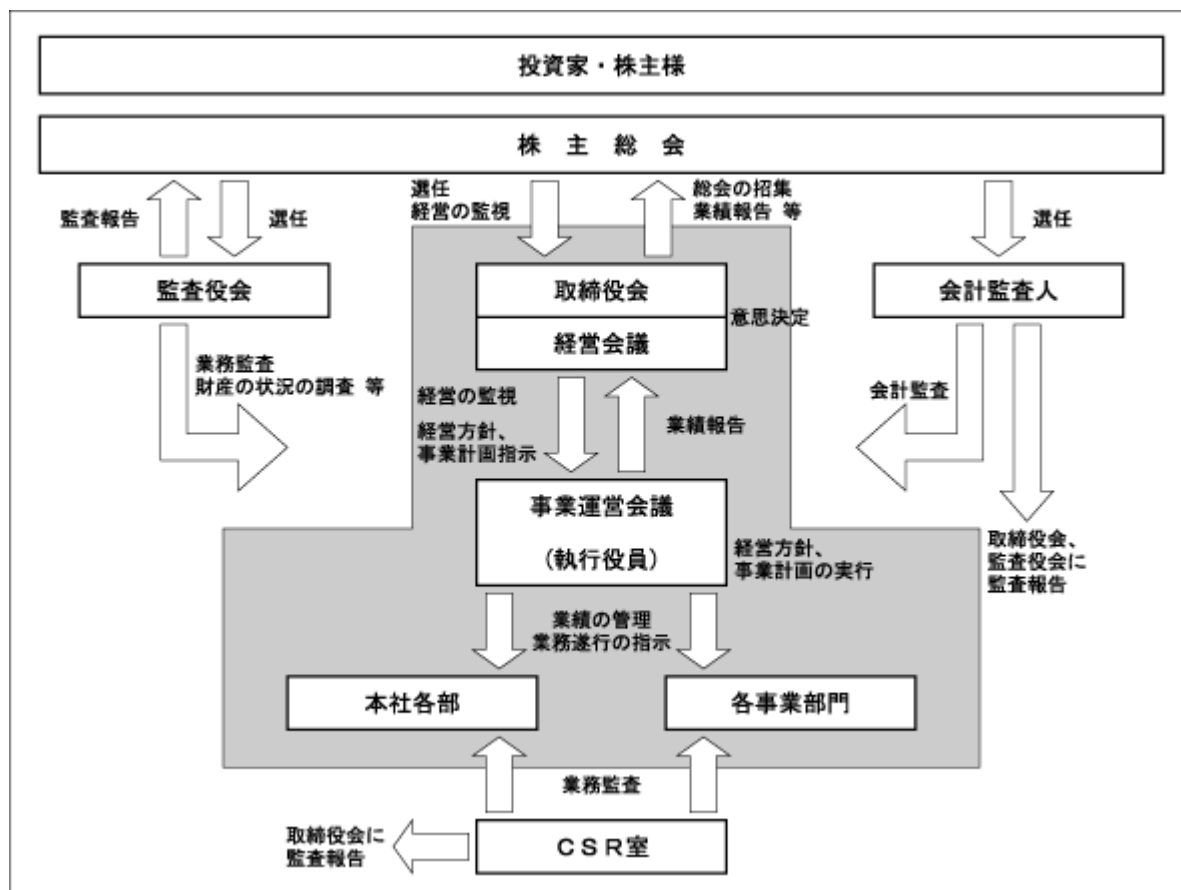 投資家・株主様
株 主 総 会
監査報告
選任
選任
経営の監視
総会の招集
業績報告 等
選任
監査役会
取締役会
経営会議
意思決定
会計監査人
業務監査
財産の状況の調査 等
経営の監視
経営方針、
事業計画指示
業績報告
会計監査
事業運営会議
(執行役員)
経営方針、
事業計画の実行
取締役会、
監査役会に
監査報告
業績の管理
業務遂行の指示
本社各部
各事業部門
業務監査
取締役会に
監査報告
CSR室